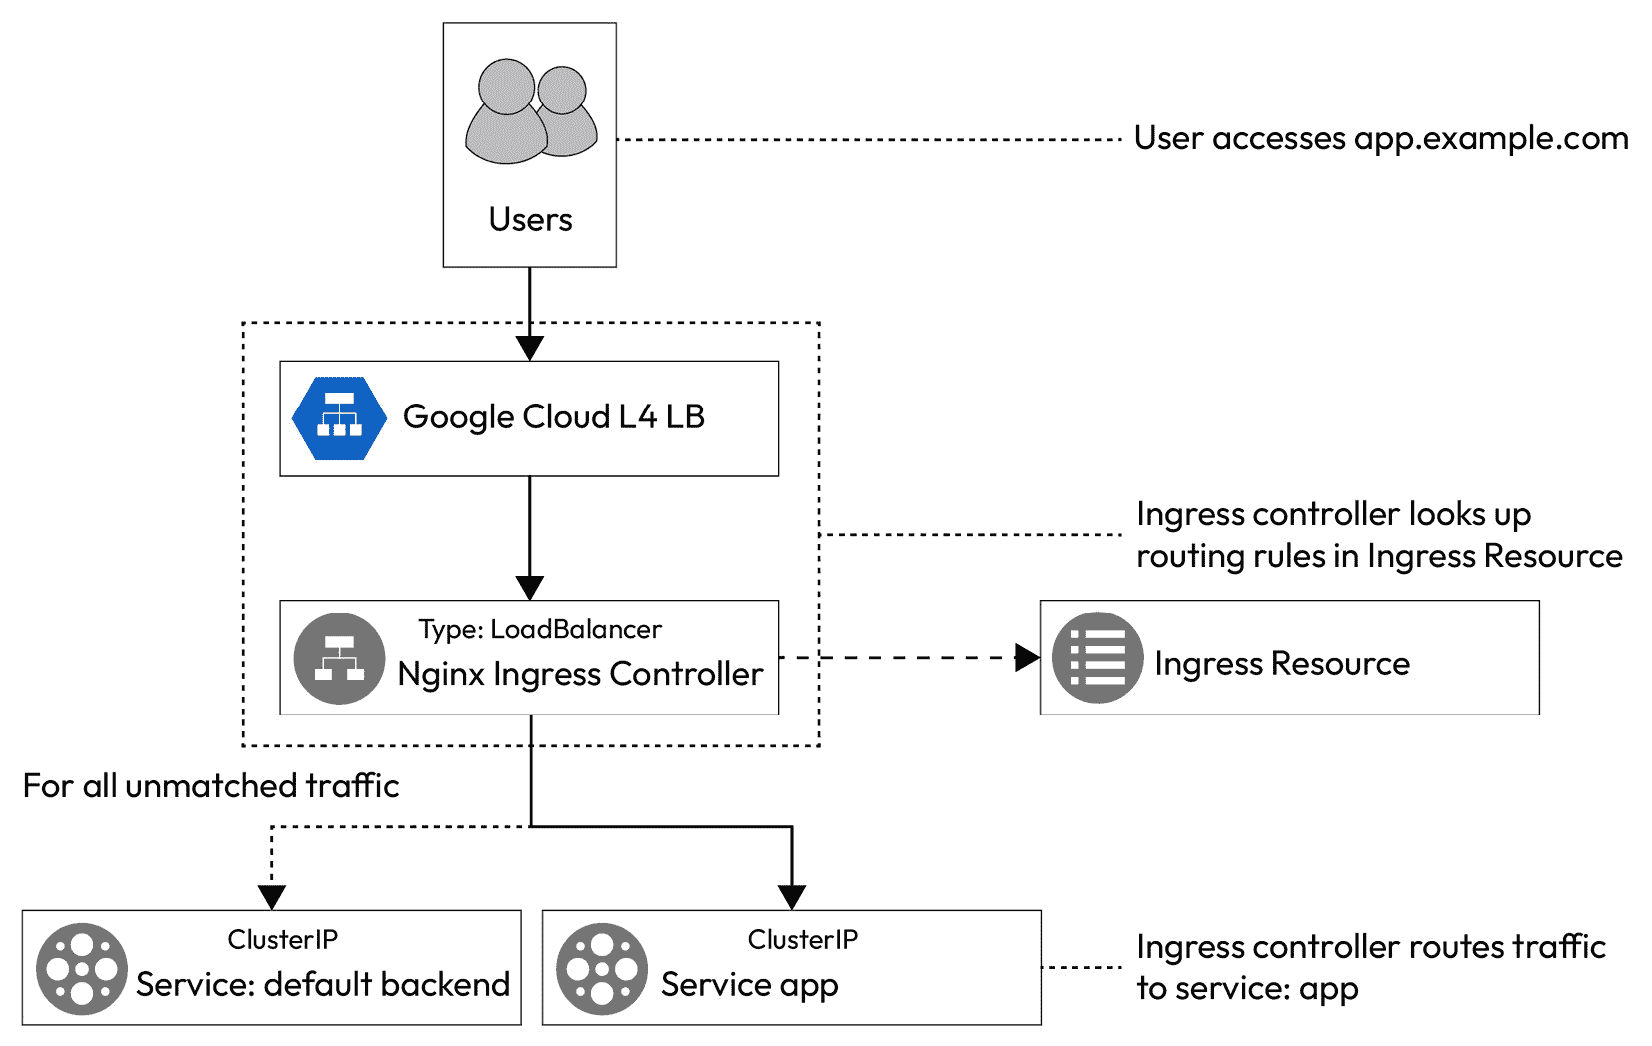 User accesses app.example.com
Users
Google Cloud L4 LB
Ingress controller looks up
routing rules in Ingress Resource
Type: LoadBalancer
Nginx Ingress Controller
Ingress Resource
For all unmatched traffic
ClusterIP
Service: default backend
ClusterIP
Service app
Ingress controller routes traffic
to service: app